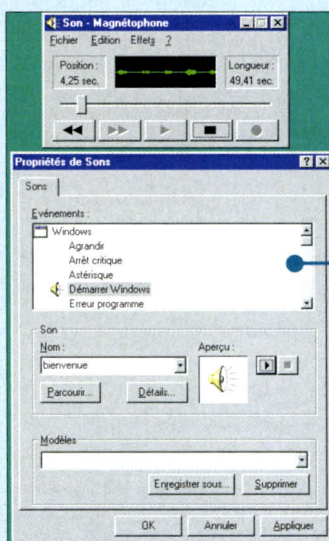 Son - Magnétophone
Fichier Edition Effets ?
Position :
4,25 sec.
Longueur :
49,41 sec.
Propriétés de Sons
Sons
Evénements :
Windows
Agrandir
Arrêt critique
Astérisque
Démarrer Windows
Erreur programme
Son
Nom :
Aperçu :
bienvenue
Parcourir...
Détails...
Modèles
Enregistrer sous...
Supprimer
OK
Annuler
Appliquer